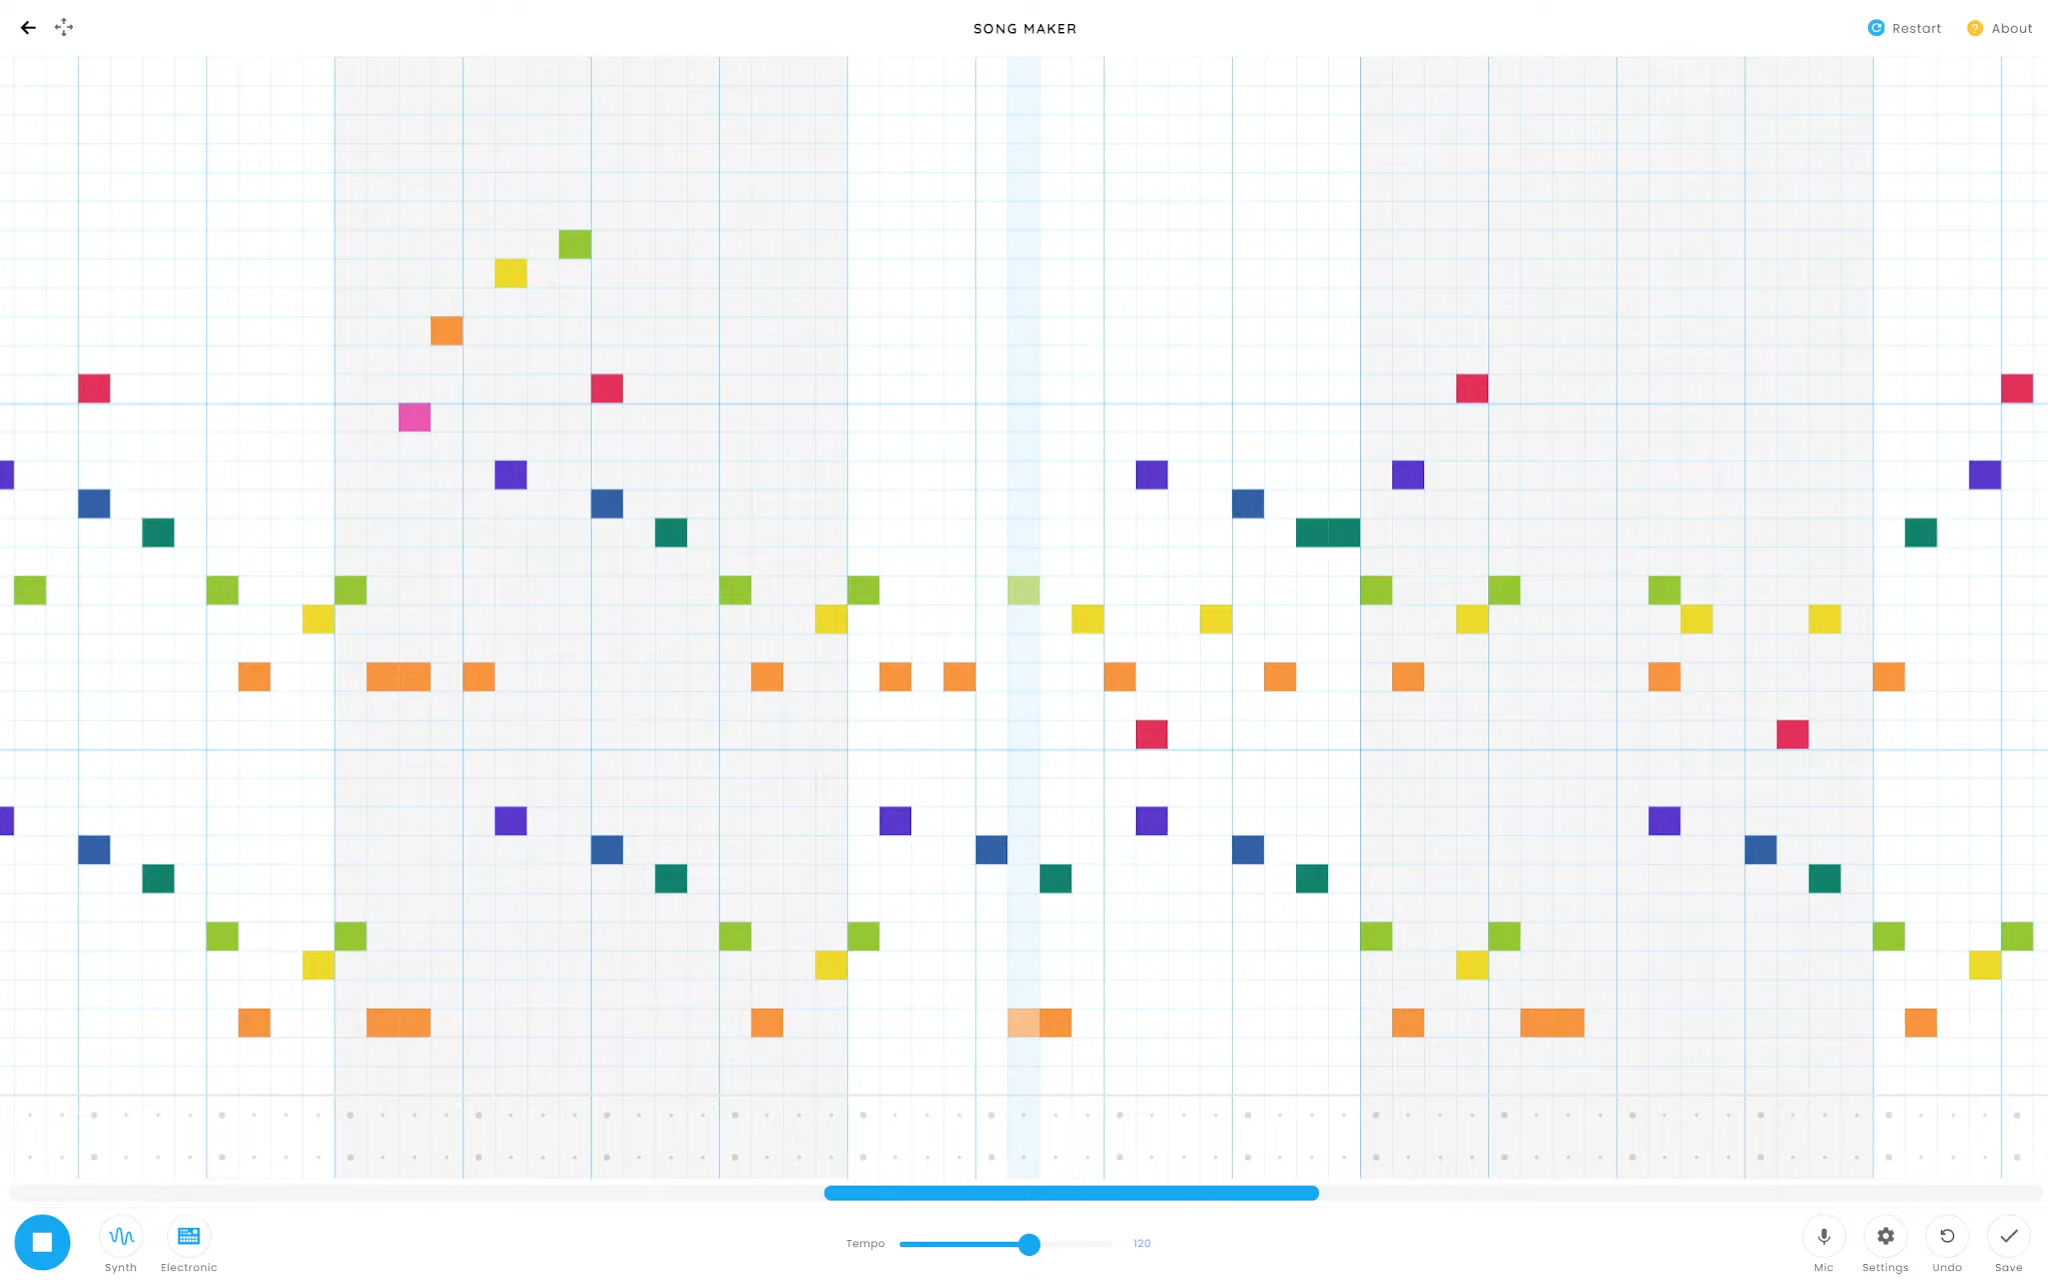 SONG MAKER
Restart
? About
Tempo
120
Synth
Electronic
Mic
Settings
Undo
Save